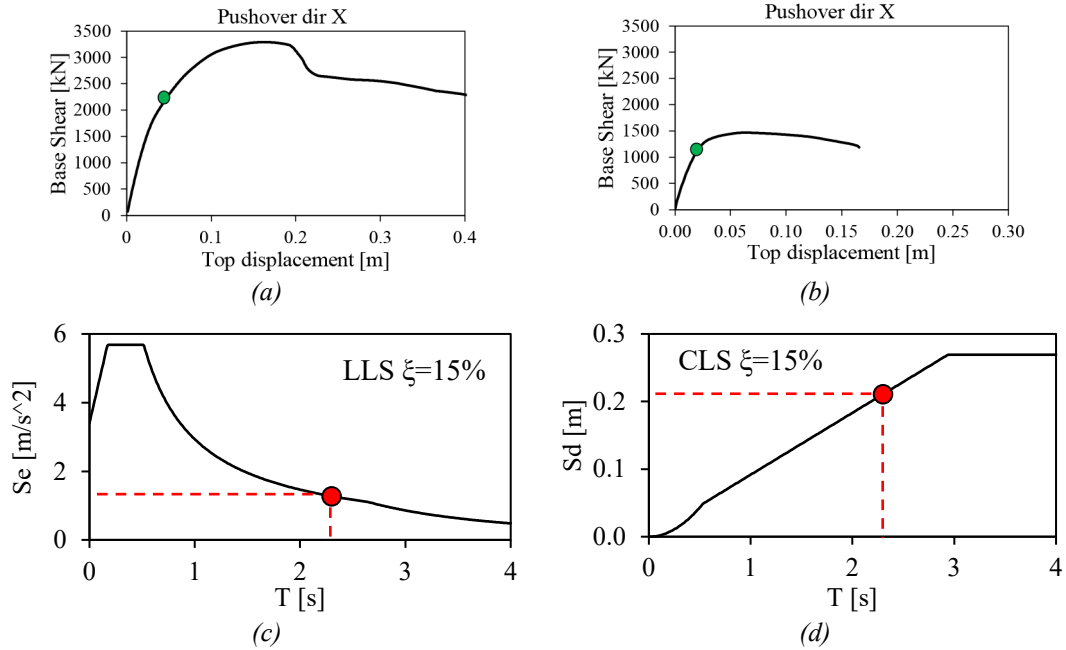 Pushover dir X
Base Shear [kN]
3500
3000
2500
2000
1500
1000
500
0
0 0.1 0.2 0.3 0.4
Top displacement [m]
(a)
Pushover dir X
Base Shear [kN]
3500
3000
2500
2000
1500
1000
500
0
0.00 0.05 0.10 0.15 0.20 0.25 0.30
Top displacement [m]
(b)
LLS ξ=15%
Se [m/s^2]
6
4
2
0
0 1 2 3 4
T [s]
(c)
CLS ξ=15%
Sd [m]
0.3
0.2
0.1
0.0
0 1 2 3 4
T [s]
(d)